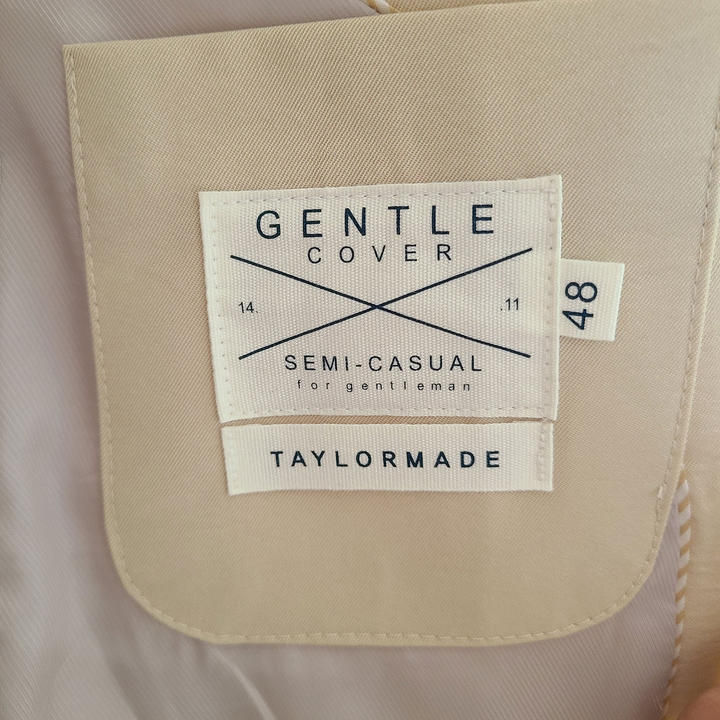 GENTLE
COVER
14. .11
SEMI-CASUAL
for gentleman
48
TAYLORMADE